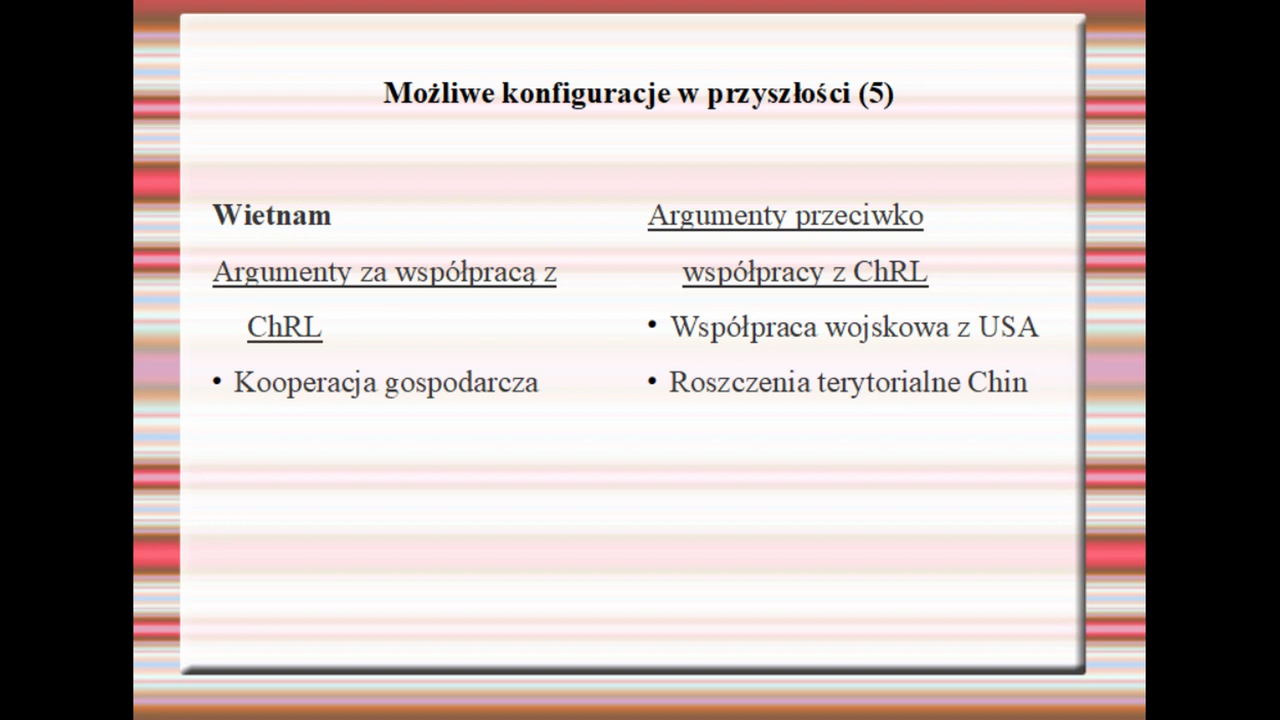 Możliwe konfiguracje w przyszłości (5)
Wietnam
Argumenty za współpracą z
ChRL
• Kooperacja gospodarcza
Argumenty przeciwko
współpracy z ChRL
• Współpraca wojskowa z USA
• Roszczenia terytorialne Chin